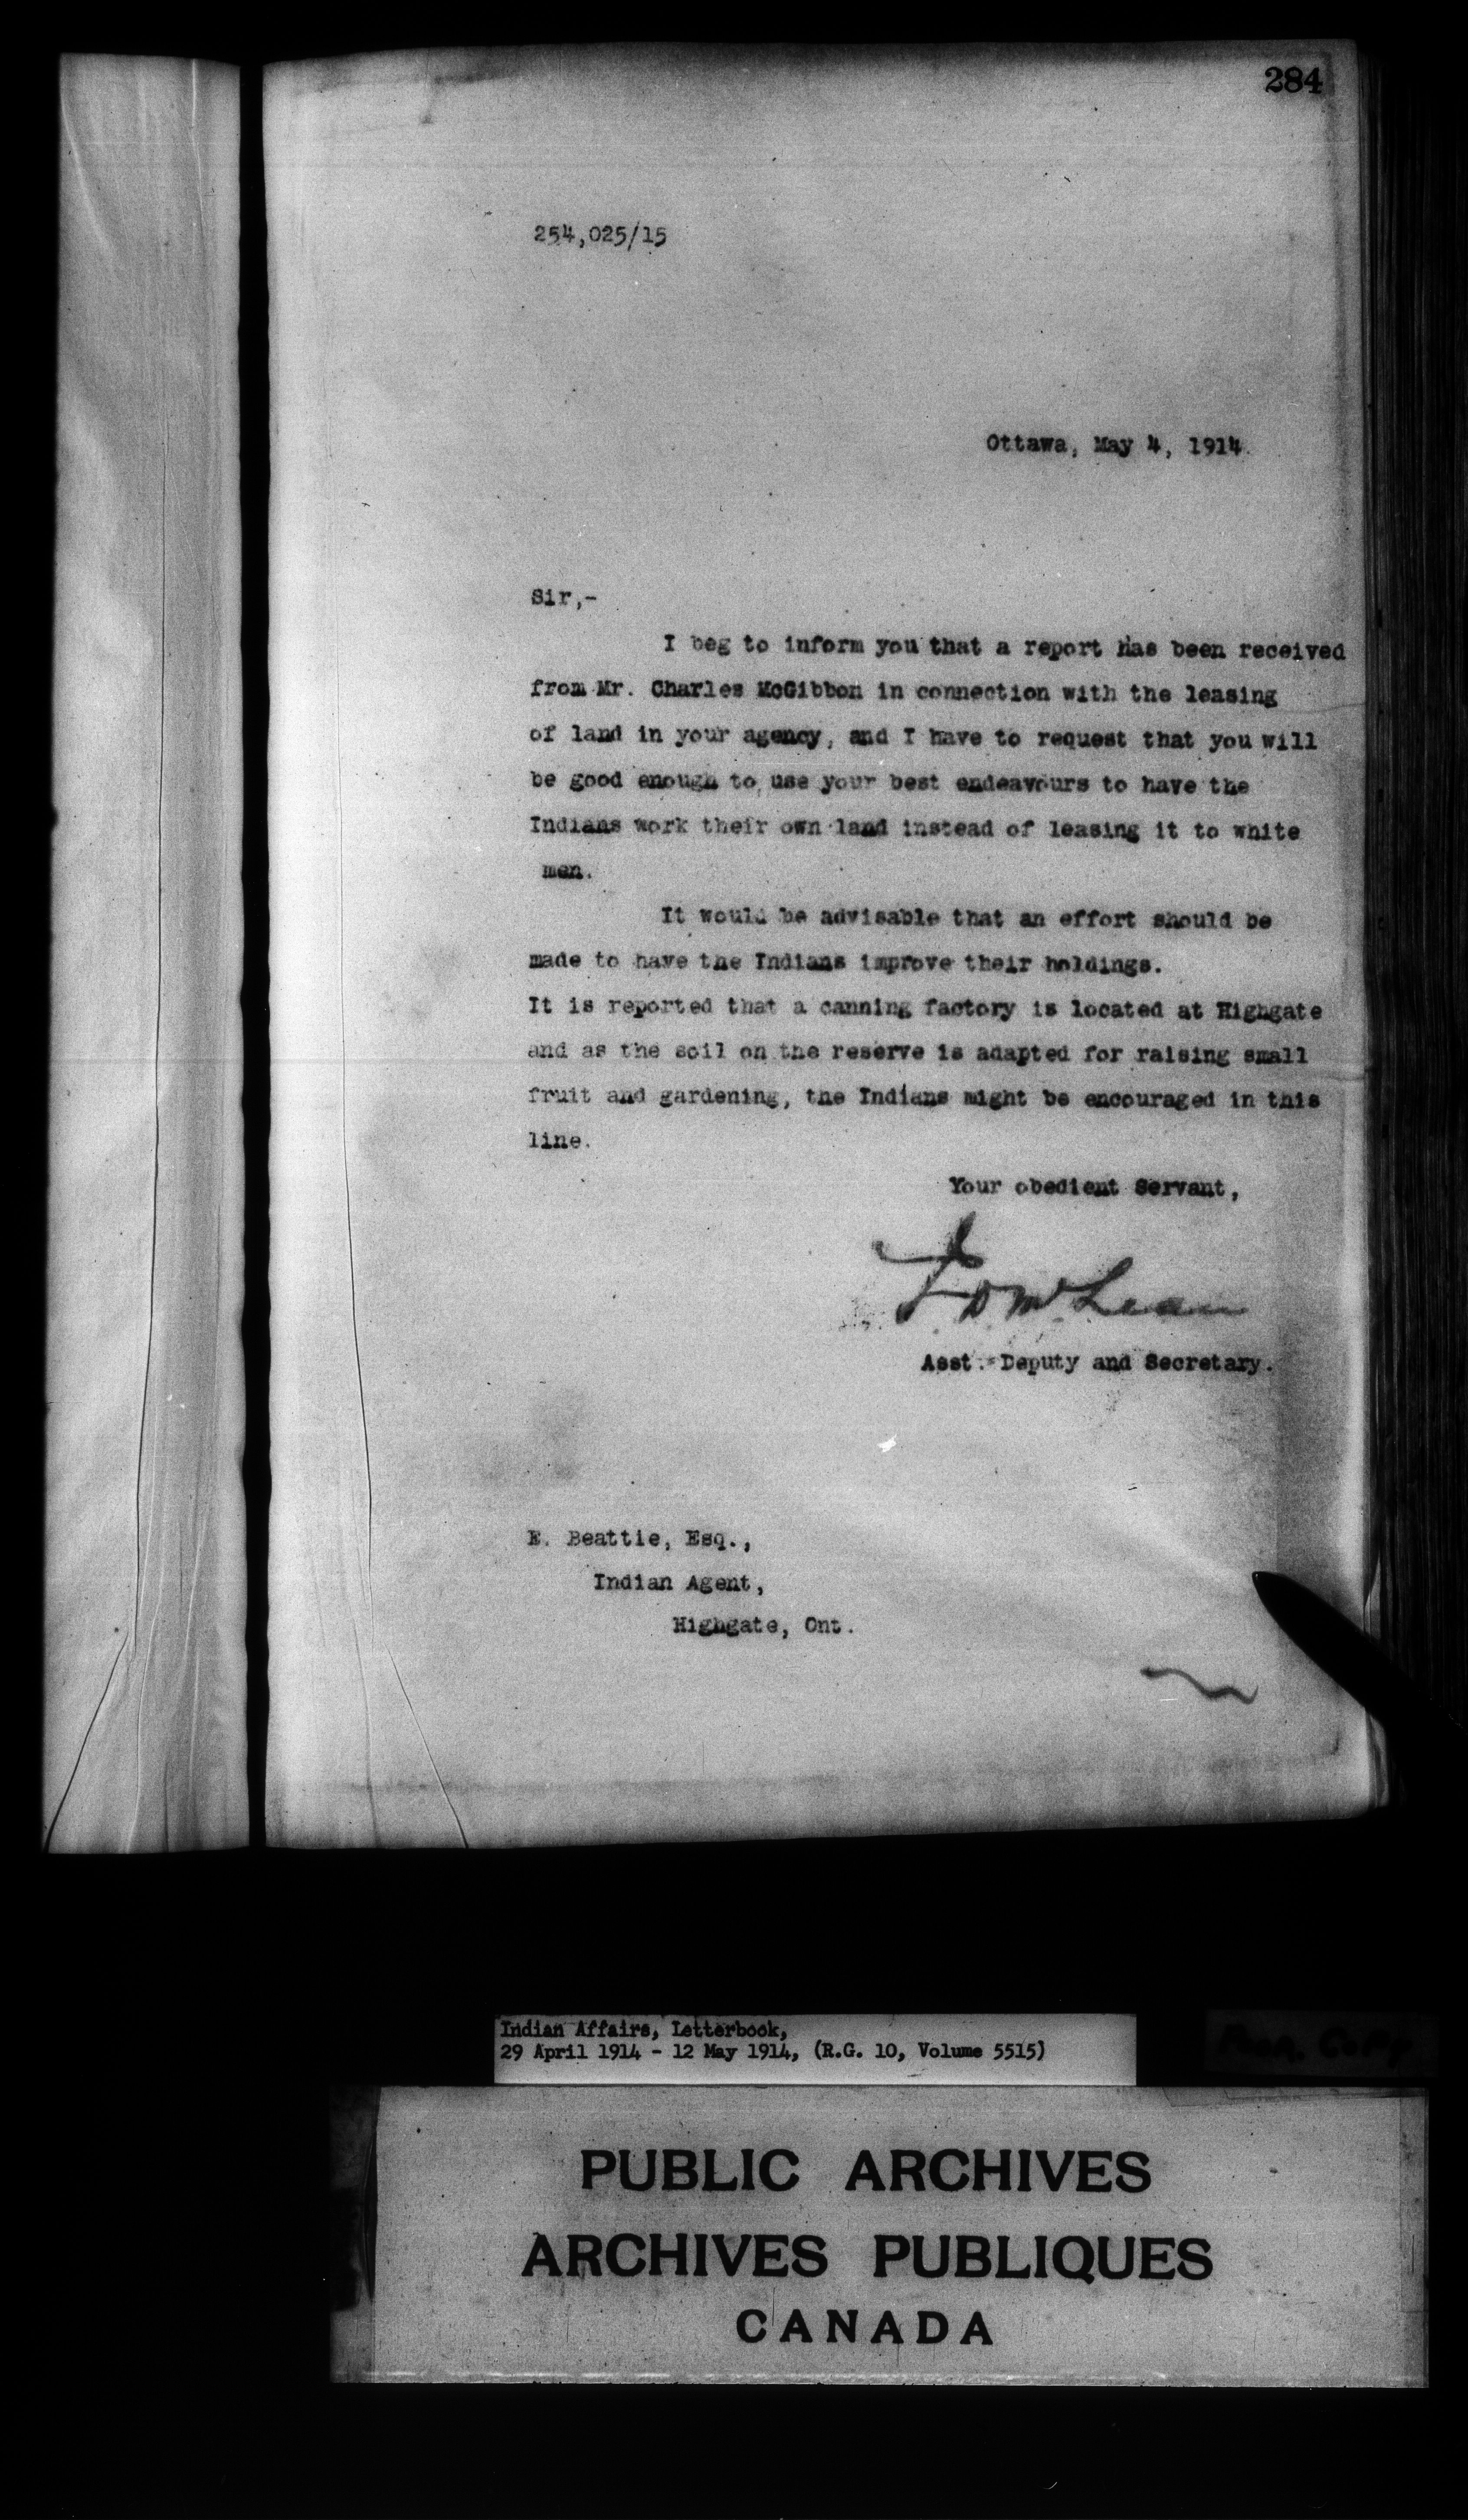 284
254,025/15
Ottawa, May 4, 1914.
Sir,-
I beg to inform you that a report has been received
from Mr. Charles McGibbon in connection with the leasing
of land in your agency, and I have to request that you will
be good enough to use your best endeavours to have the
Indians work their own land instead of leasing it to white
men.
It would be advisable that an effort should be
made to have the Indians improve their holdings.
It is reported that a canning factory is located at Highgate
and as the soil on the reserve is adapted for raising small
fruit and gardening, the Indians might be encouraged in this
line.
Your obedient Servant,
J D McLean
Asst. Deputy and Secretary.
E. Beattie, Esq.,
Indian Agent,
Highgate, Ont.
Indian Affairs, Letterbook,
29 April 1914 - 12 May 1914, (R.G. 10, Volume 5515)
PUBLIC ARCHIVES
ARCHIVES PUBLIQUES
CANADA